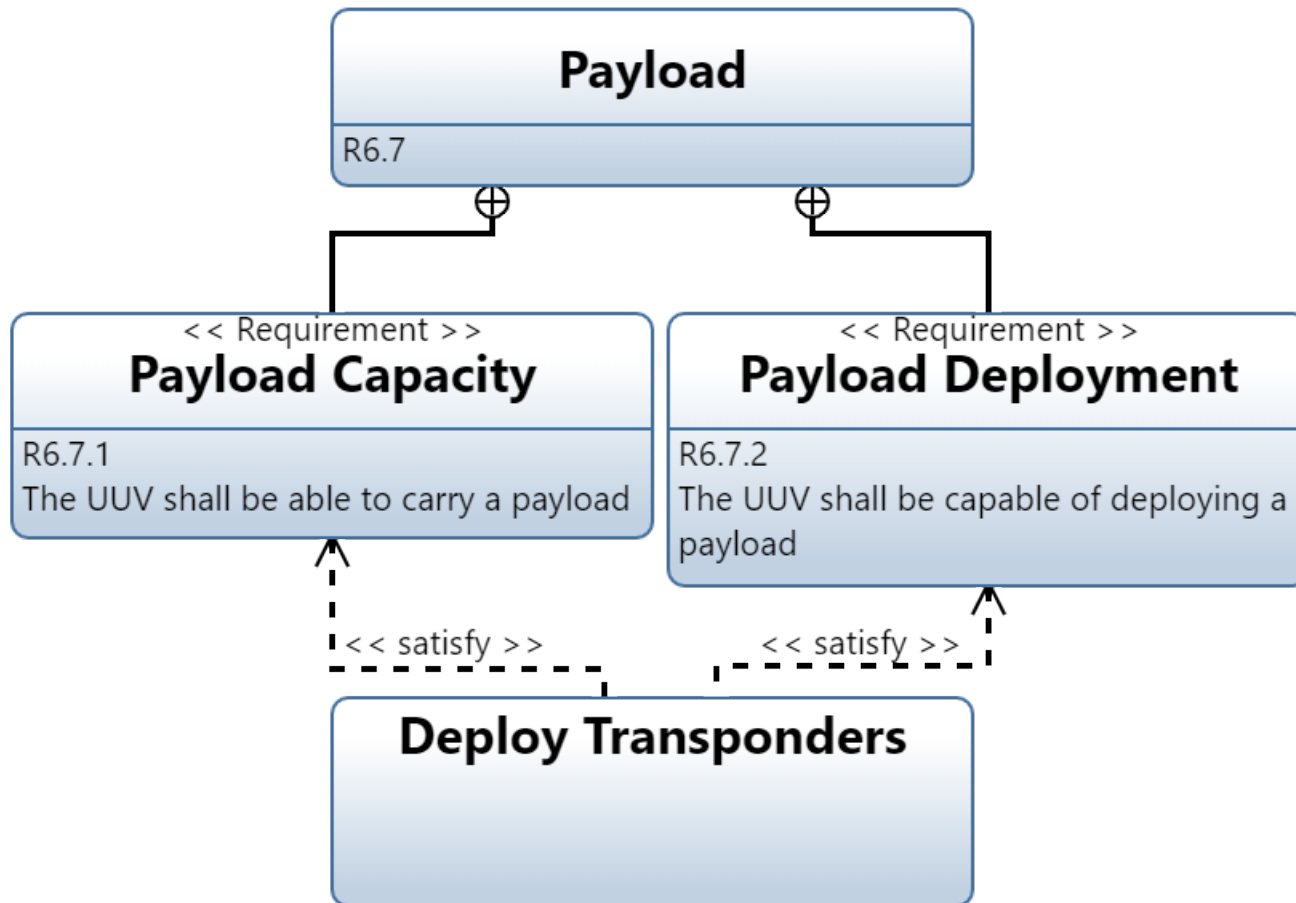 Payload
R6.7
<< Requirement >>
Payload Capacity
R6.7.1
The UUV shall be able to carry a payload
<< Requirement >>
Payload Deployment
R6.7.2
The UUV shall be capable of deploying a
payload
<< satisfy >>
<< satisfy >>
Deploy Transponders